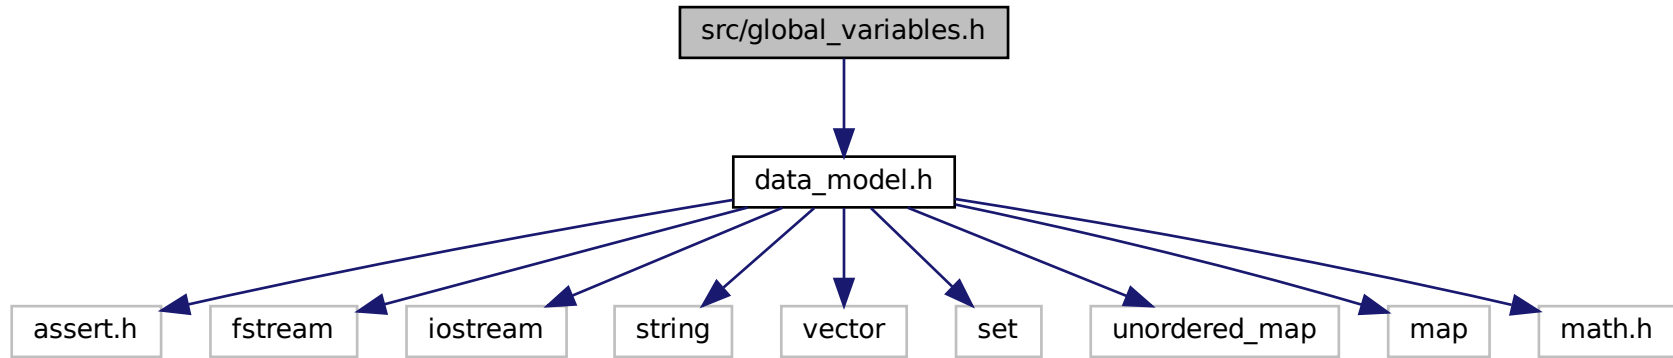 src/global_variables.h
data_model.h
assert.h
fstream
iostream
string
vector
set
unordered_map
map
math.h